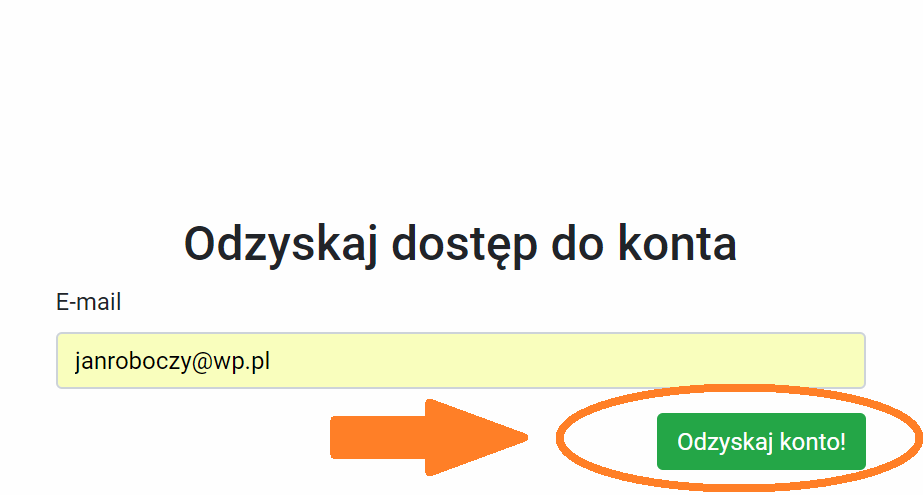 Odzyskaj dostęp do konta
E-mail
janroboczy@wp.pl
Odzyskaj konto!